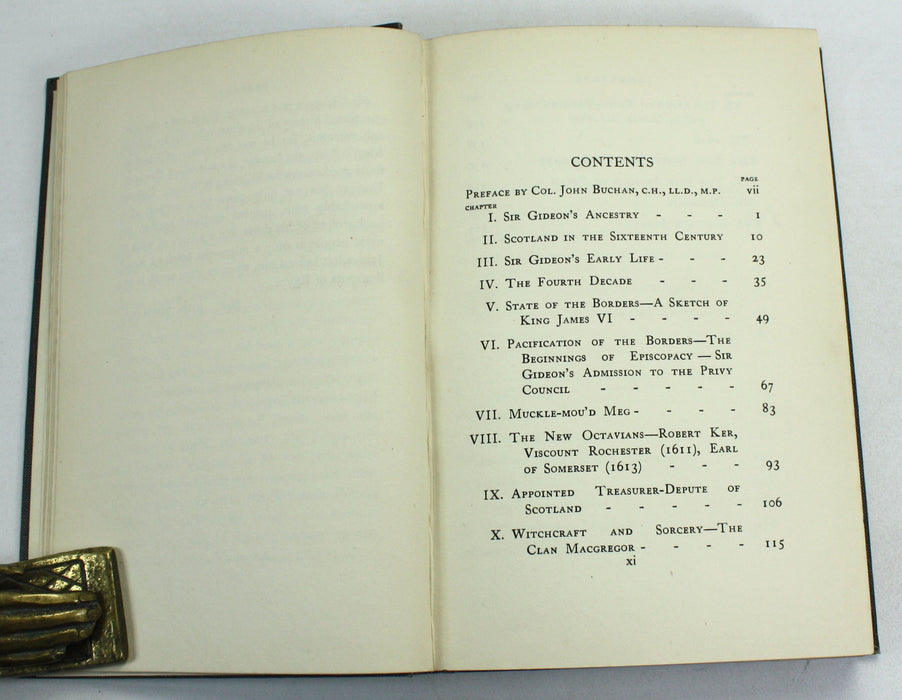 CONTENTS
PAGE
PREFACE BY COL. JOHN BUCHAN, C.H., LL.D., M.P. vii
CHAPTER
I. SIR GIDEON'S ANCESTRY - - - 1
II. SCOTLAND IN THE SIXTEENTH CENTURY 10
III. SIR GIDEON'S EARLY LIFE - - - 23
IV. THE FOURTH DECADE - - - 35
V. STATE OF THE BORDERS—A SKETCH OF
KING JAMES VI - - - - 49
VI. PACIFICATION OF THE BORDERS—THE
BEGINNINGS OF EPISCOPACY — SIR
GIDEON'S ADMISSION TO THE PRIVY
COUNCIL - - - - - 67
VII. MUCKLE-MOU'D MEG - - - - 83
VIII. THE NEW OCTAVIANS—ROBERT KER,
VISCOUNT ROCHESTER (1611), EARL
OF SOMERSET (1613) - - - 93
IX. APPOINTED TREASURER-DEPUTE OF
SCOTLAND - - - - - 106
X. WITCHCRAFT AND SORCERY—THE
CLAN MACGREGOR - - - - 115
xi